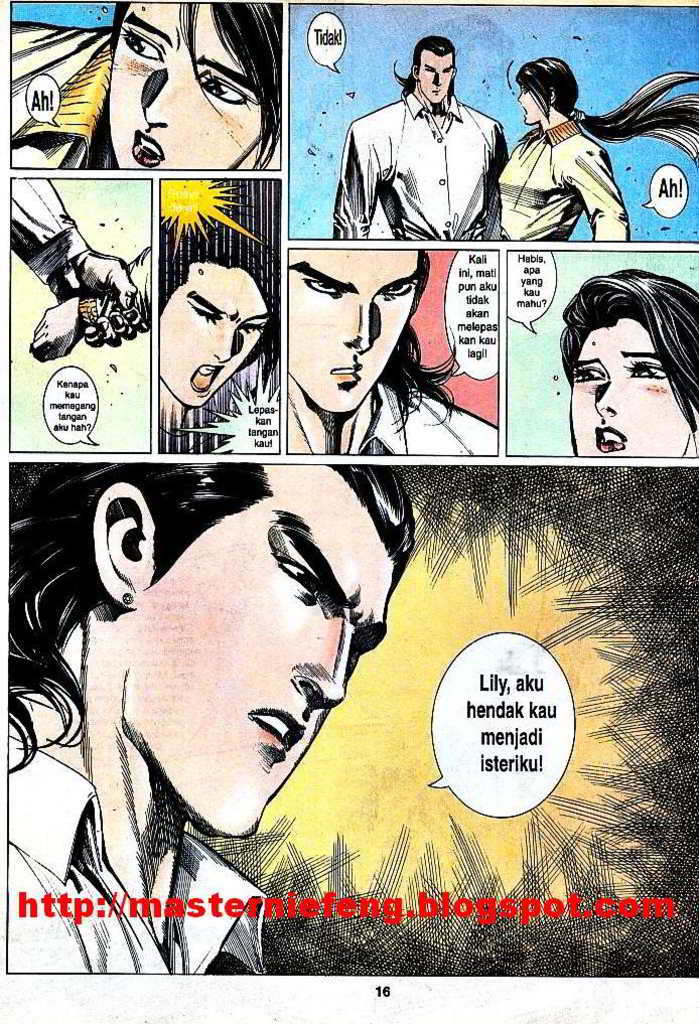 Ah!
Tidak!
Ah!
Kenapa
kau
memegang
tangan
aku hah?
Lepas-
kan
tangan
kau!
Kali
ini, mati
pun aku
tidak
akan
melepas
kan kau
lagi!
Habis,
apa
yang
kau
mahu?
Lily, aku
hendak kau
menjadi
isteriku!
http://masterniefeng.blogspot.com
16